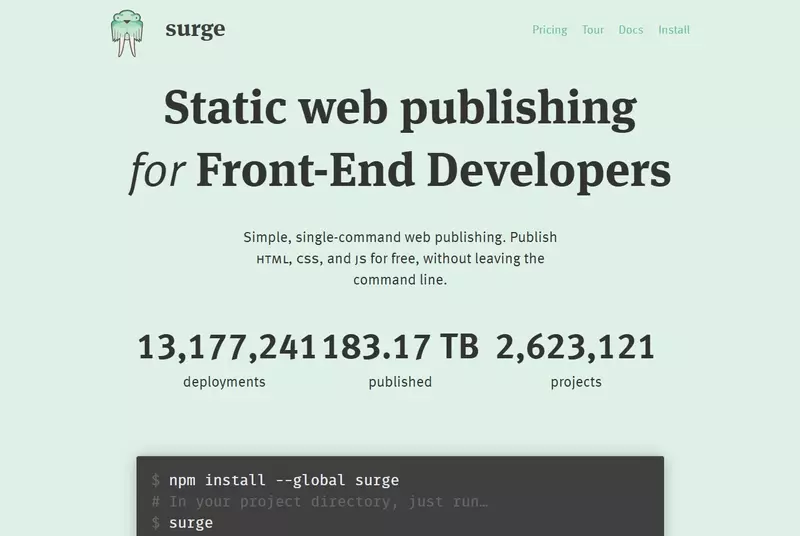 surge
Pricing Tour Docs Install
Static web publishing
for Front-End Developers
Simple, single-command web publishing. Publish
HTML, CSS, and JS for free, without leaving the
command line.
13,177,241 183.17 TB 2,623,121
deployments published projects
$ npm install --global surge
# In your project directory, just run…
$ surge